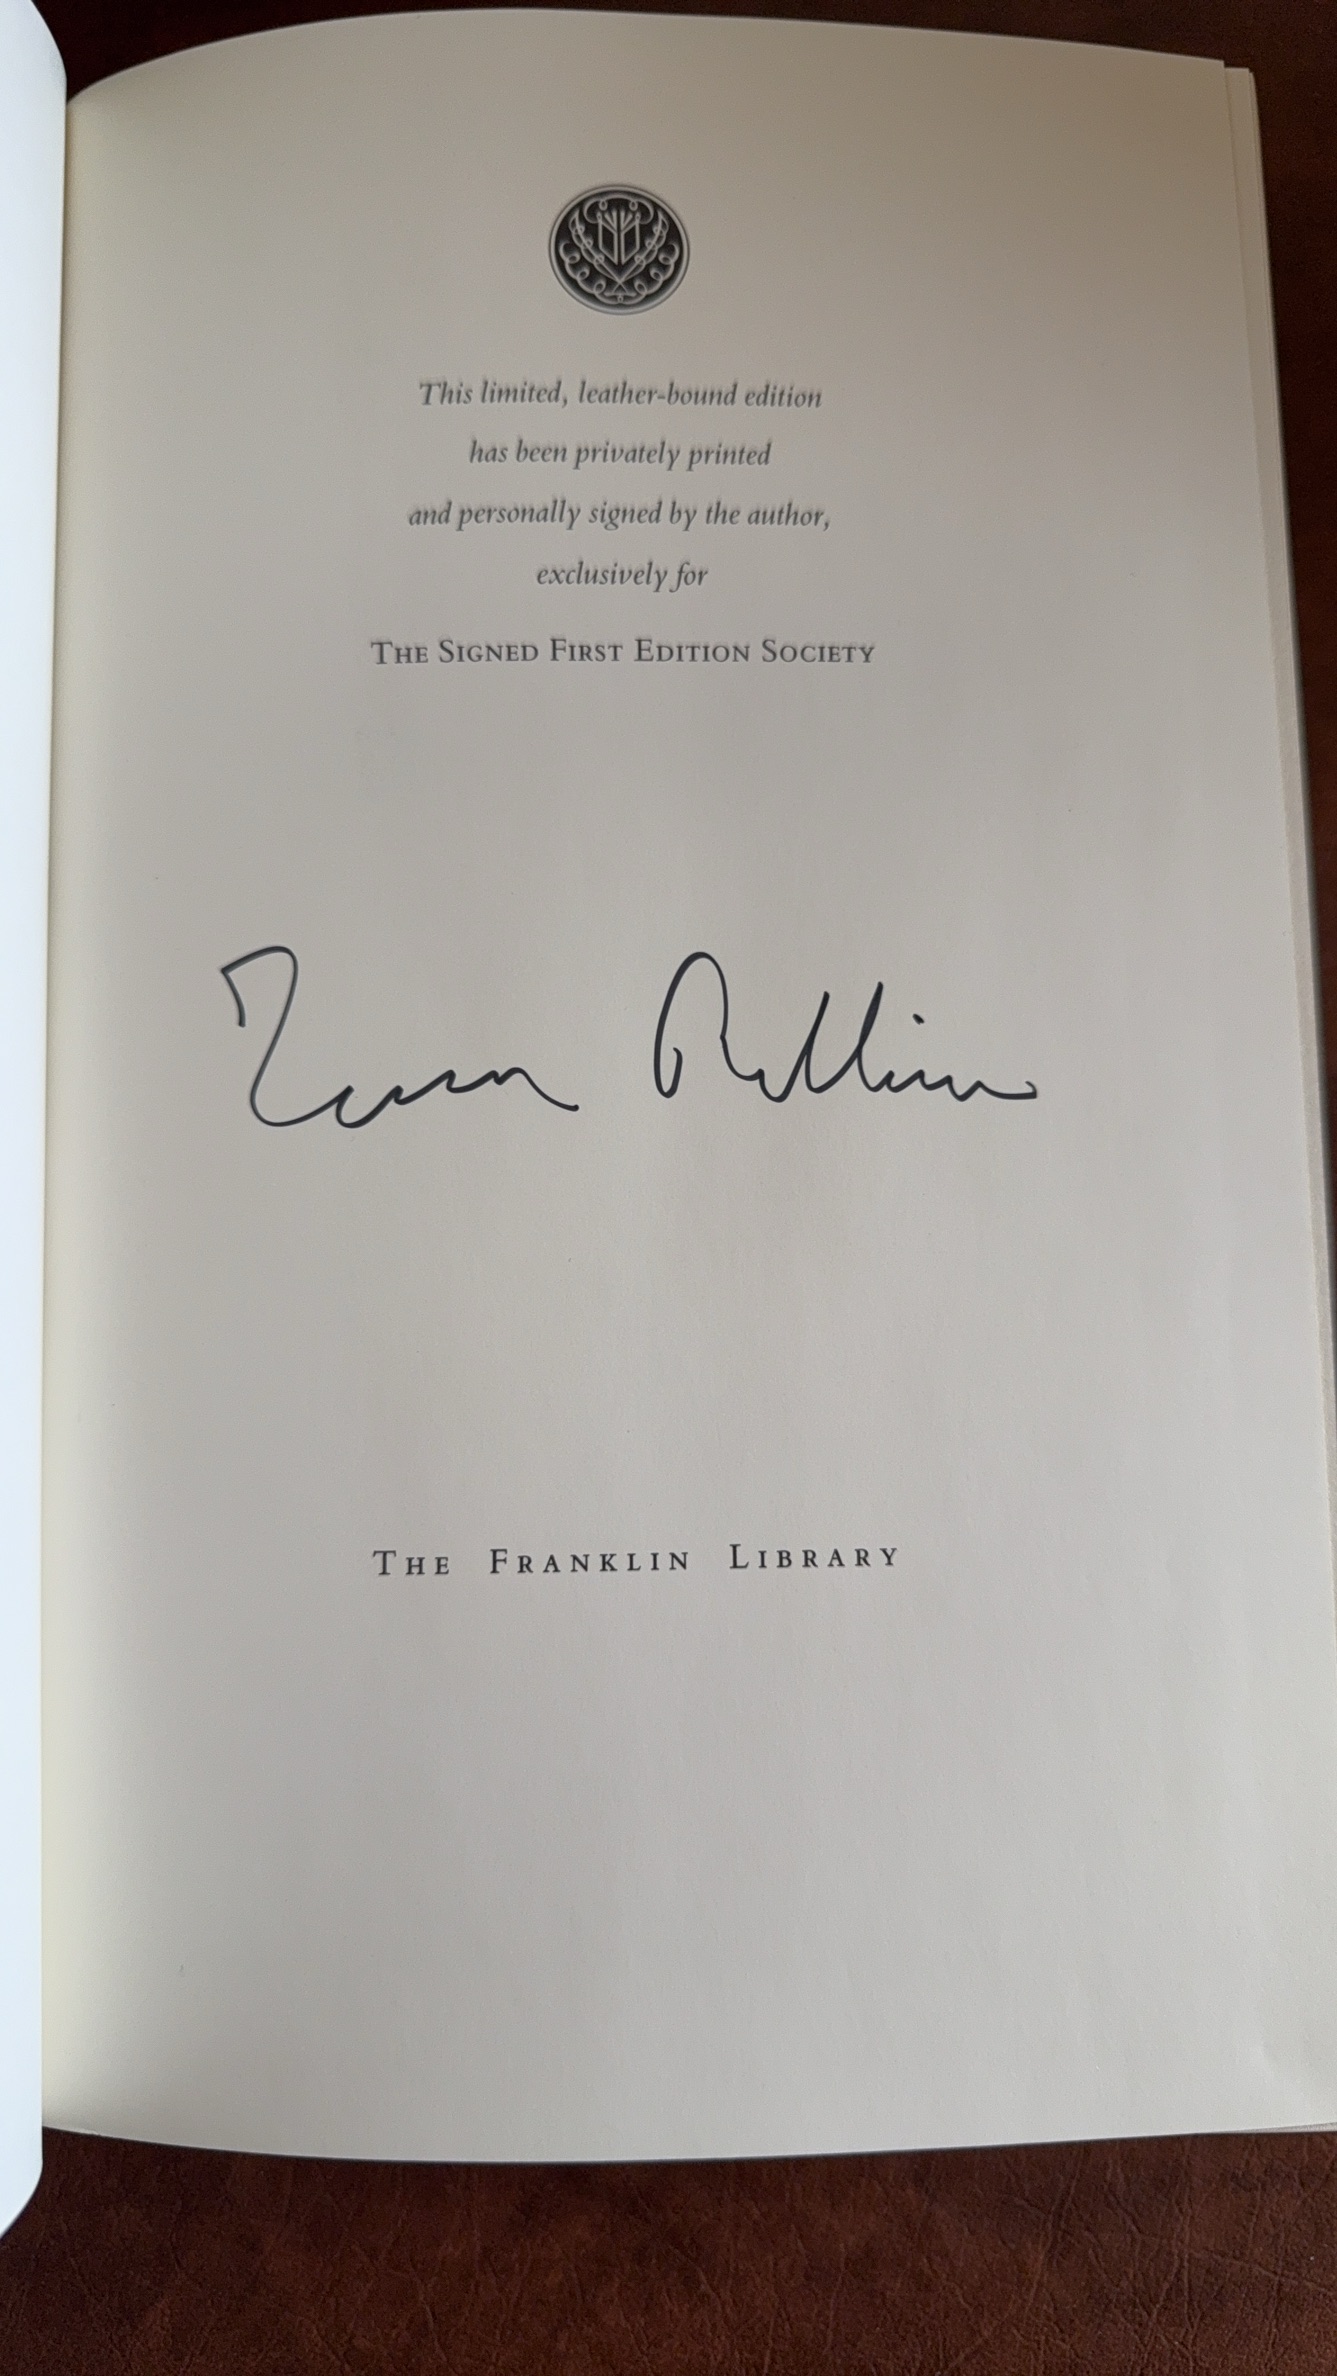 This limited, leather-bound edition
has been privately printed
and personally signed by the author,
exclusively for
THE SIGNED FIRST EDITION SOCIETY
THE FRANKLIN LIBRARY